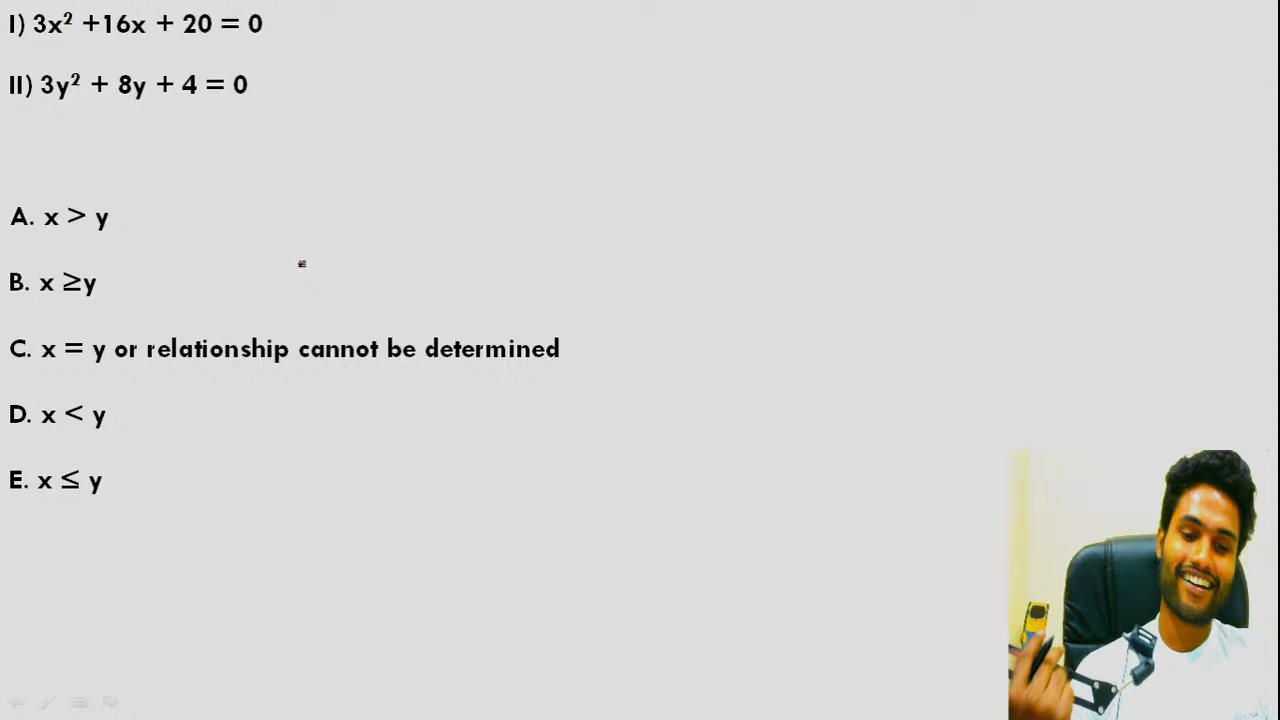 I) 3x² +16x + 20 = 0
II) 3y² + 8y + 4 = 0
A. x > y
B. x ≥y
C. x = y or relationship cannot be determined
D. x < y
E. x ≤ y